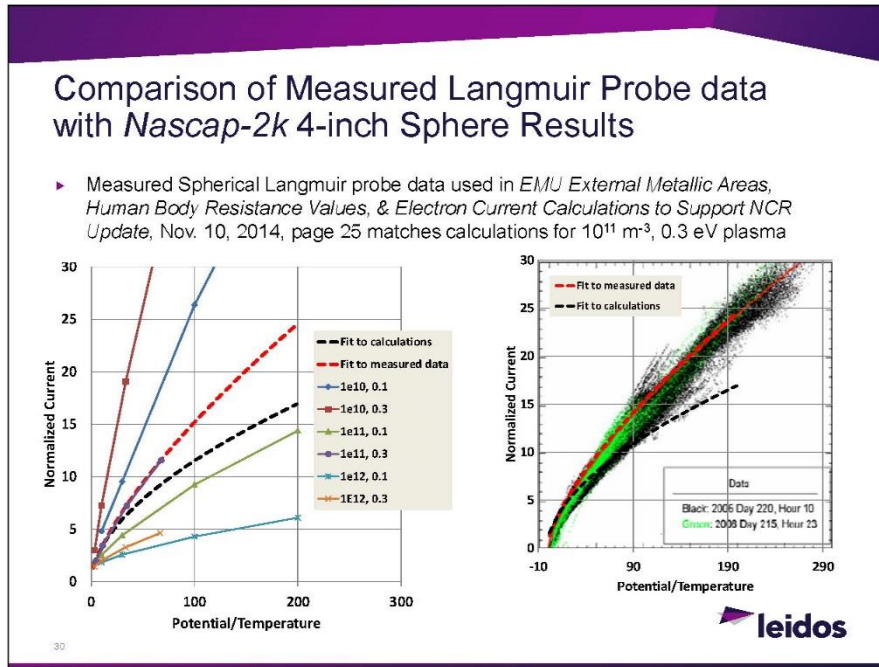 Comparison of Measured Langmuir Probe data
with Nascap-2k 4-inch Sphere Results
▶ Measured Spherical Langmuir probe data used in EMU External Metallic Areas,
Human Body Resistance Values, & Electron Current Calculations to Support NCR
Update, Nov. 10, 2014, page 25 matches calculations for 10¹¹ m⁻³, 0.3 eV plasma
30
25
20
15
10
5
0
Normalized Current
0
100
200
300
Potential/Temperature
Fit to calculations
Fit to measured data
1e10, 0.1
1e10, 0.3
1e11, 0.1
1e11, 0.3
1e12, 0.1
1E12, 0.3
30
25
20
15
10
5
0
Normalized Current
-10
90
190
290
Potential/Temperature
Fit to measured data
Fit to calculations
Data
Black: 2006 Day 220, Hour 10
Green: 2008 Day 215, Hour 23
leidos
30